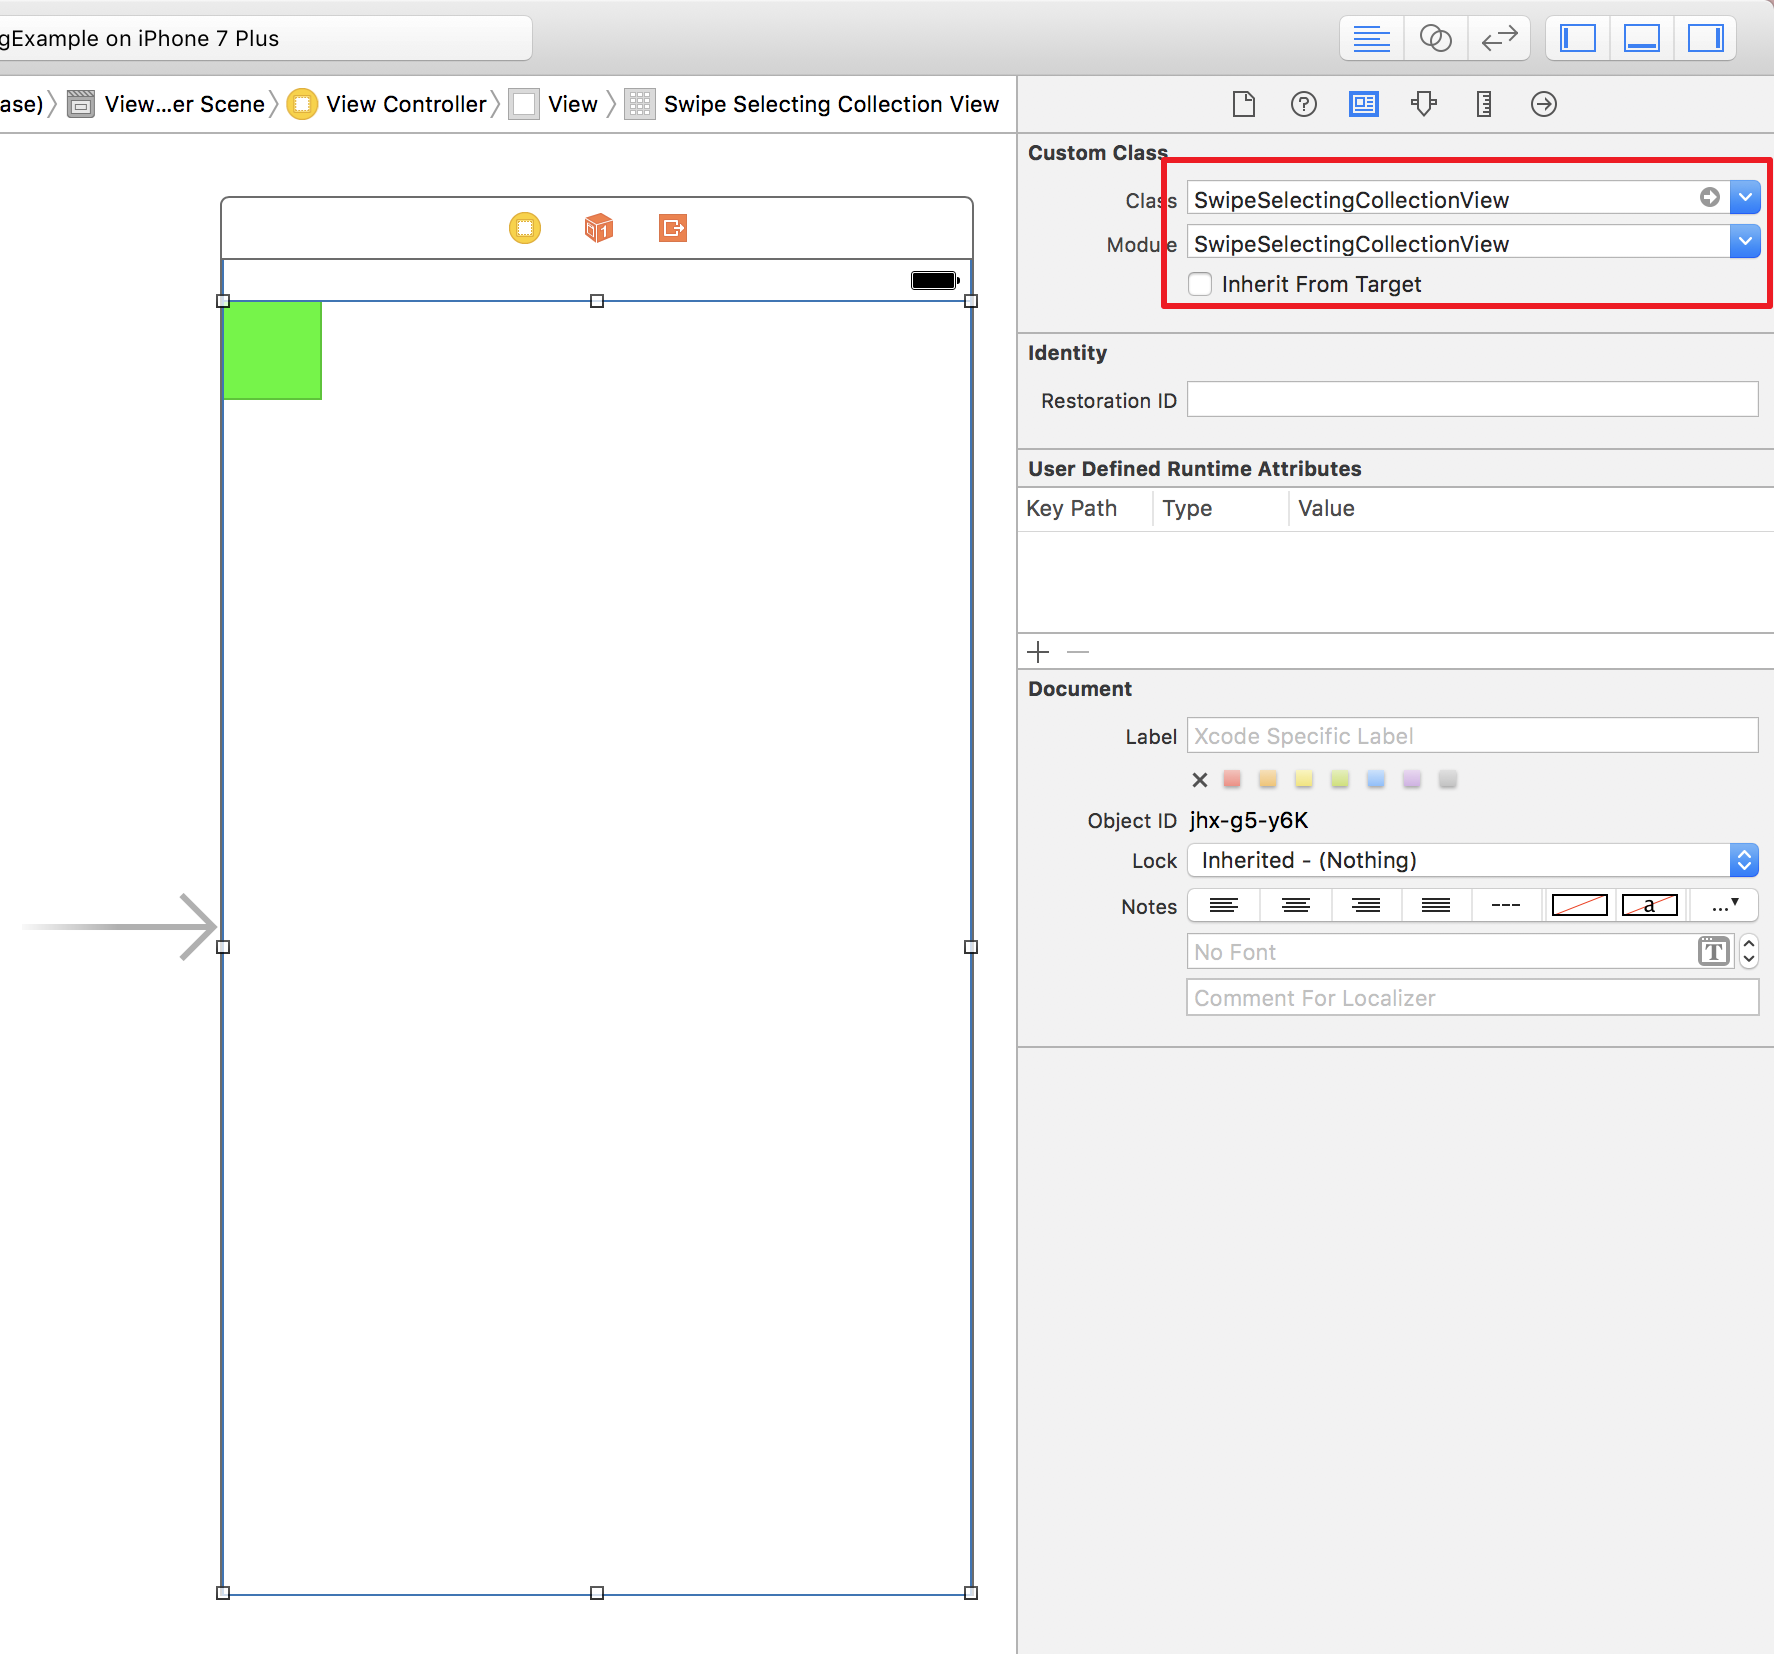 gExample on iPhone 7 Plus
ase) View...er Scene View Controller View Swipe Selecting Collection View
Custom Class
Class SwipeSelectingCollectionView
Module SwipeSelectingCollectionView
Inherit From Target
1
Identity
Restoration ID
User Defined Runtime Attributes
Key Path Type Value
Document
Label Xcode Specific Label
Object ID jhx-g5-y6K
Lock Inherited - (Nothing)
Notes --- a ...
No Font T
Comment For Localizer